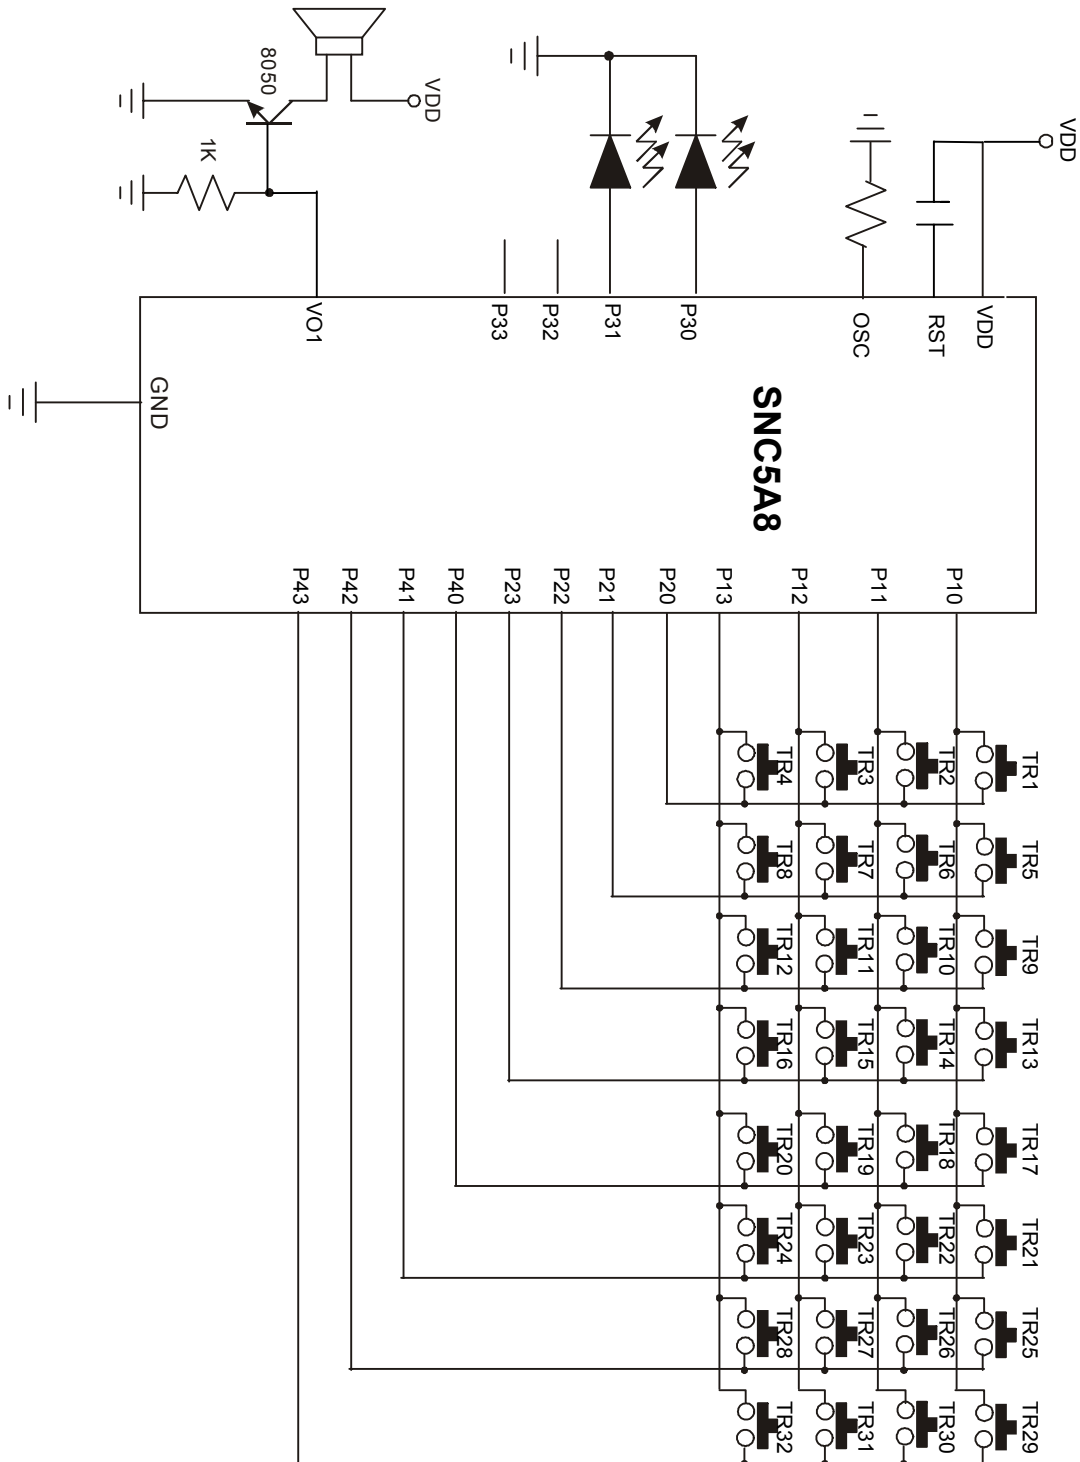 8050
VDD
1K
VDD
VO1
P33
P32
P31
P30
OSC
RST
VDD
GND
SNC5A8
P43
P42
P41
P40
P23
P22
P21
P20
P13
P12
P11
P10
TR4
TR3
TR2
TR1
TR8
TR7
TR6
TR5
TR12
TR11
TR10
TR9
TR16
TR15
TR14
TR13
TR20
TR19
TR18
TR17
TR24
TR23
TR22
TR21
TR28
TR27
TR26
TR25
TR32
TR31
TR30
TR29